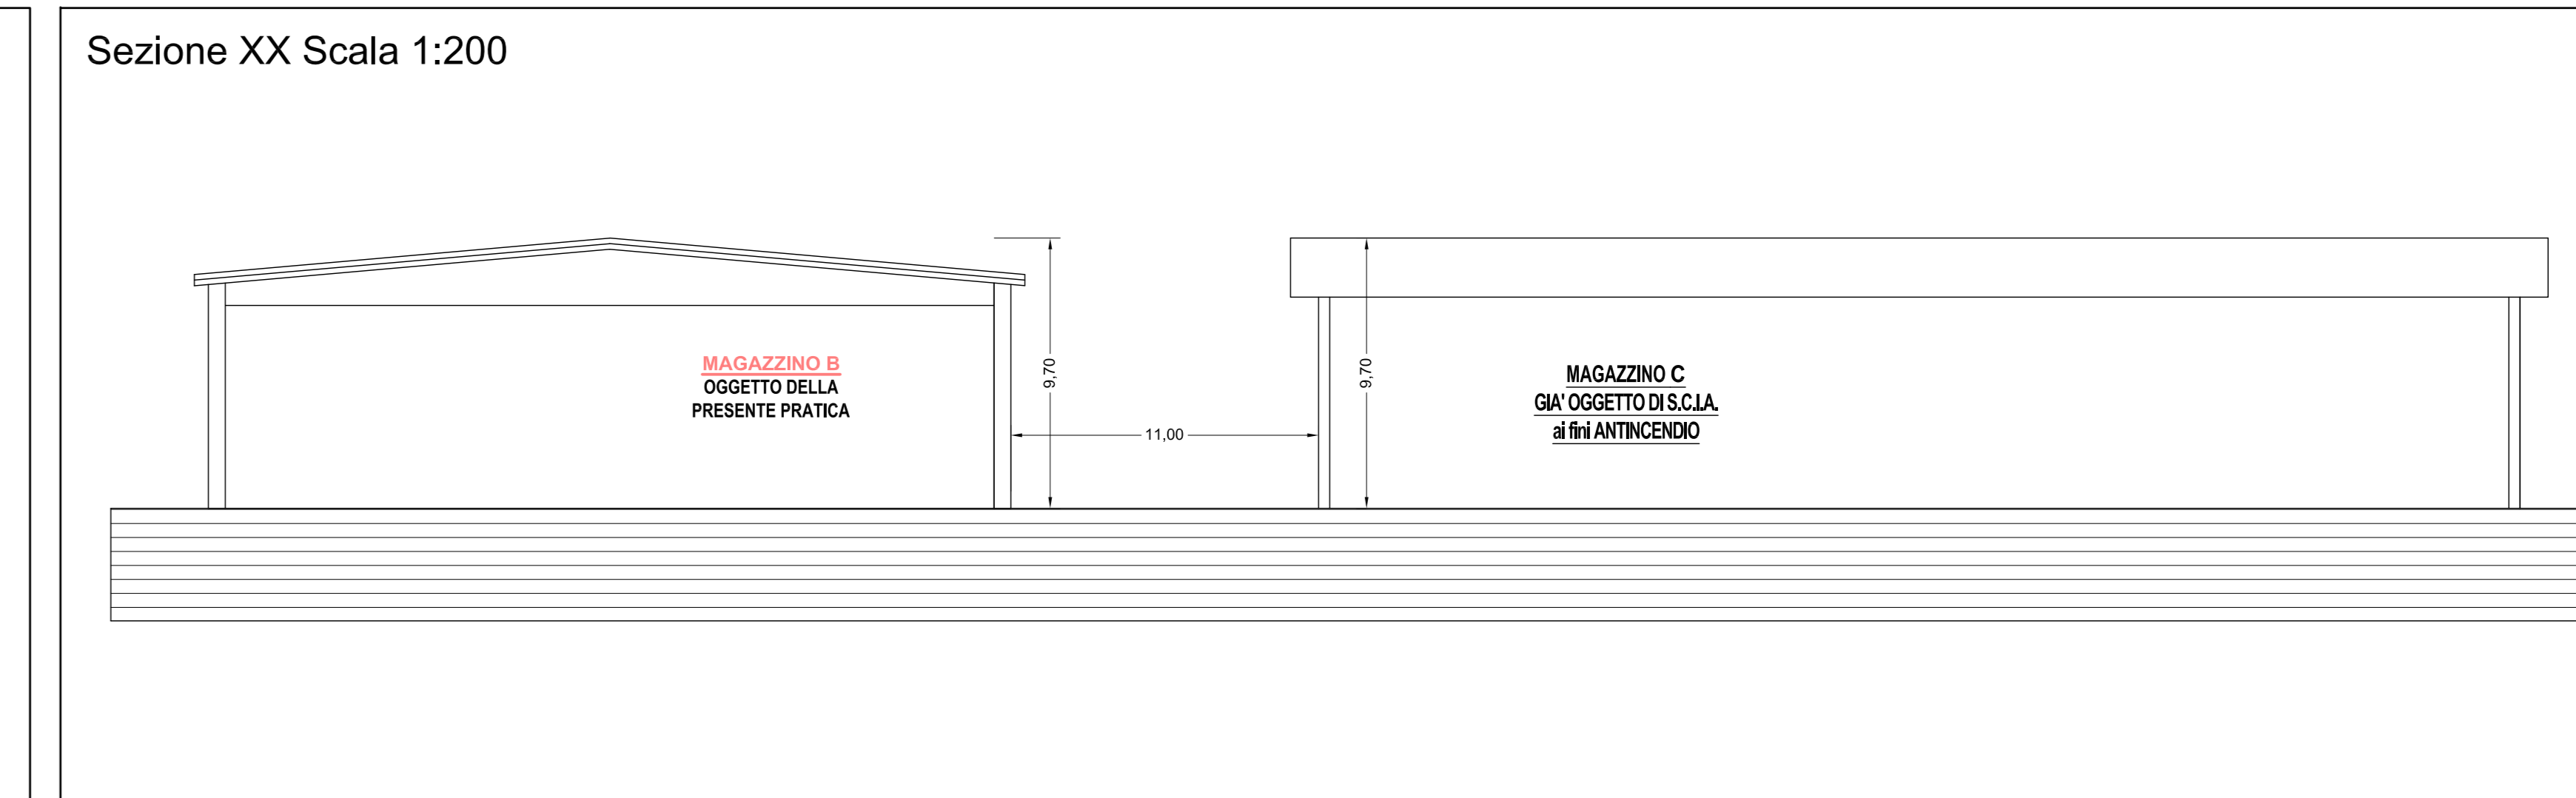 Sezione XX Scala 1:200
MAGAZZINO B
OGGETTO DELLA
PRESENTE PRATICA
9,70
11,00
9,70
MAGAZZINO C
GIA' OGGETTO DI S.C.I.A.
ai fini ANTINCENDIO